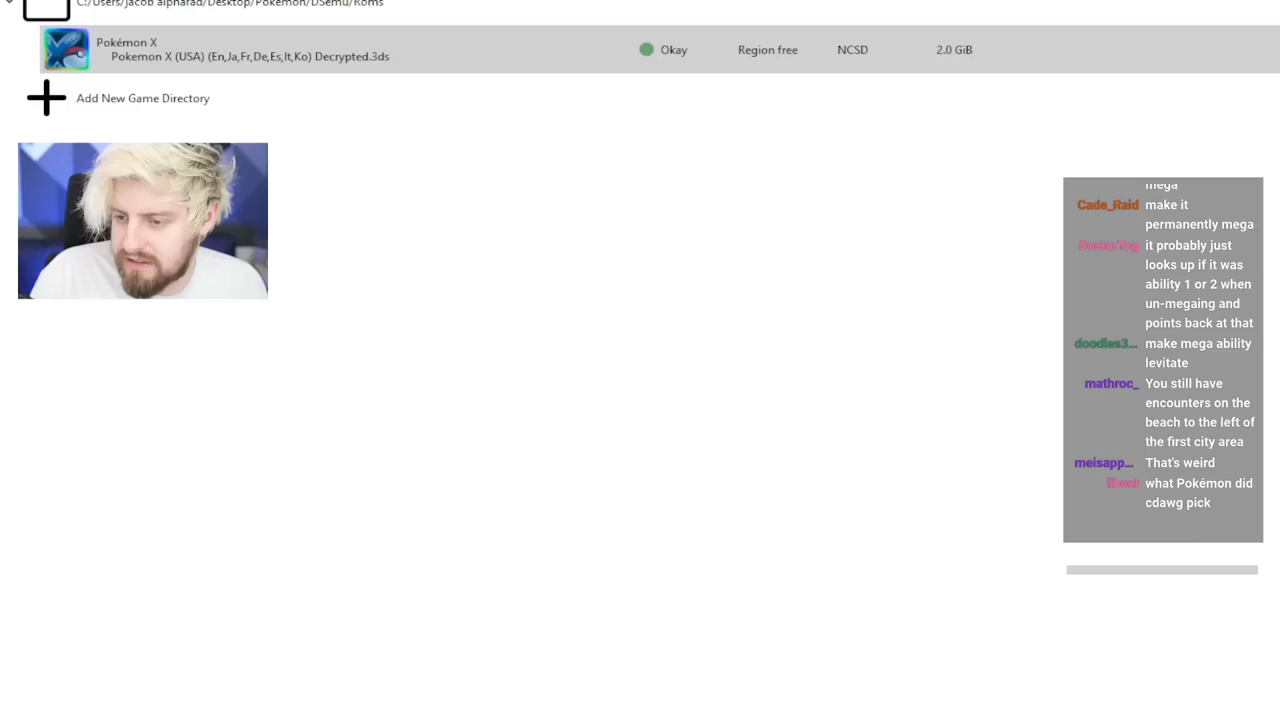 C:/Users/jacob alpharad/Desktop/Pokemon/DSemu/Roms
Pokémon X
Pokemon X (USA) (En,Ja,Fr,De,Es,It,Ko) Decrypted.3ds
Okay
Region free
NCSD
2.0 GiB
Add New Game Directory
mega
Cade_Raid make it
permanently mega
it probably just
looks up if it was
ability 1 or 2 when
un-megaing and
points back at that
doodles3... make mega ability
levitate
mathroc_ You still have
encounters on the
beach to the left of
the first city area
meisapp... That's weird
what Pokémon did
cdawg pick